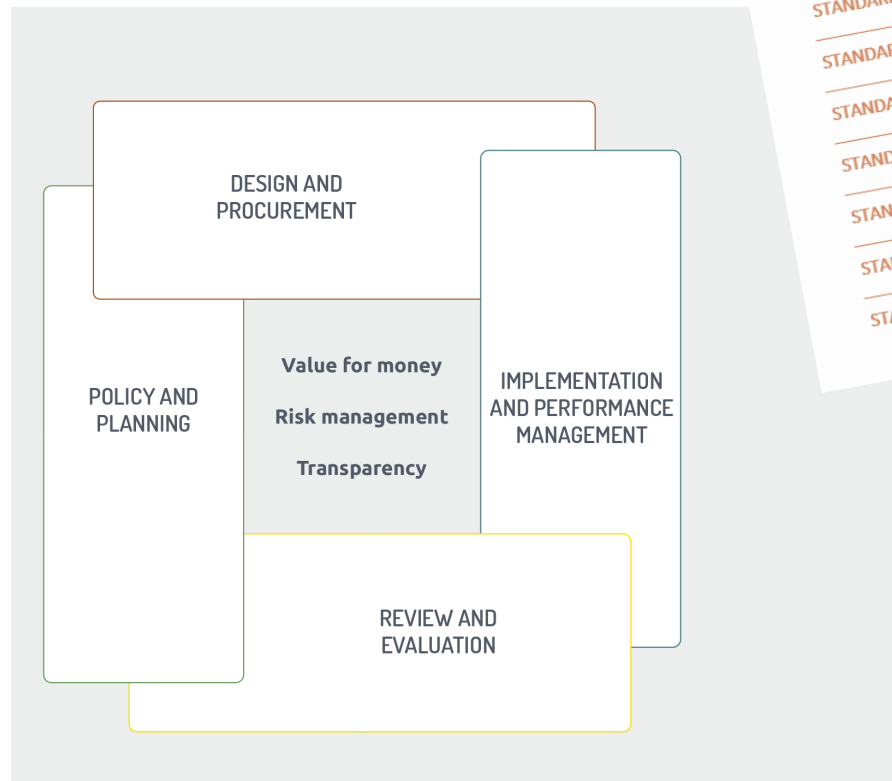 DESIGN AND
PROCUREMENT
POLICY AND
PLANNING
Value for money
Risk management
Transparency
IMPLEMENTATION
AND PERFORMANCE
MANAGEMENT
REVIEW AND
EVALUATION